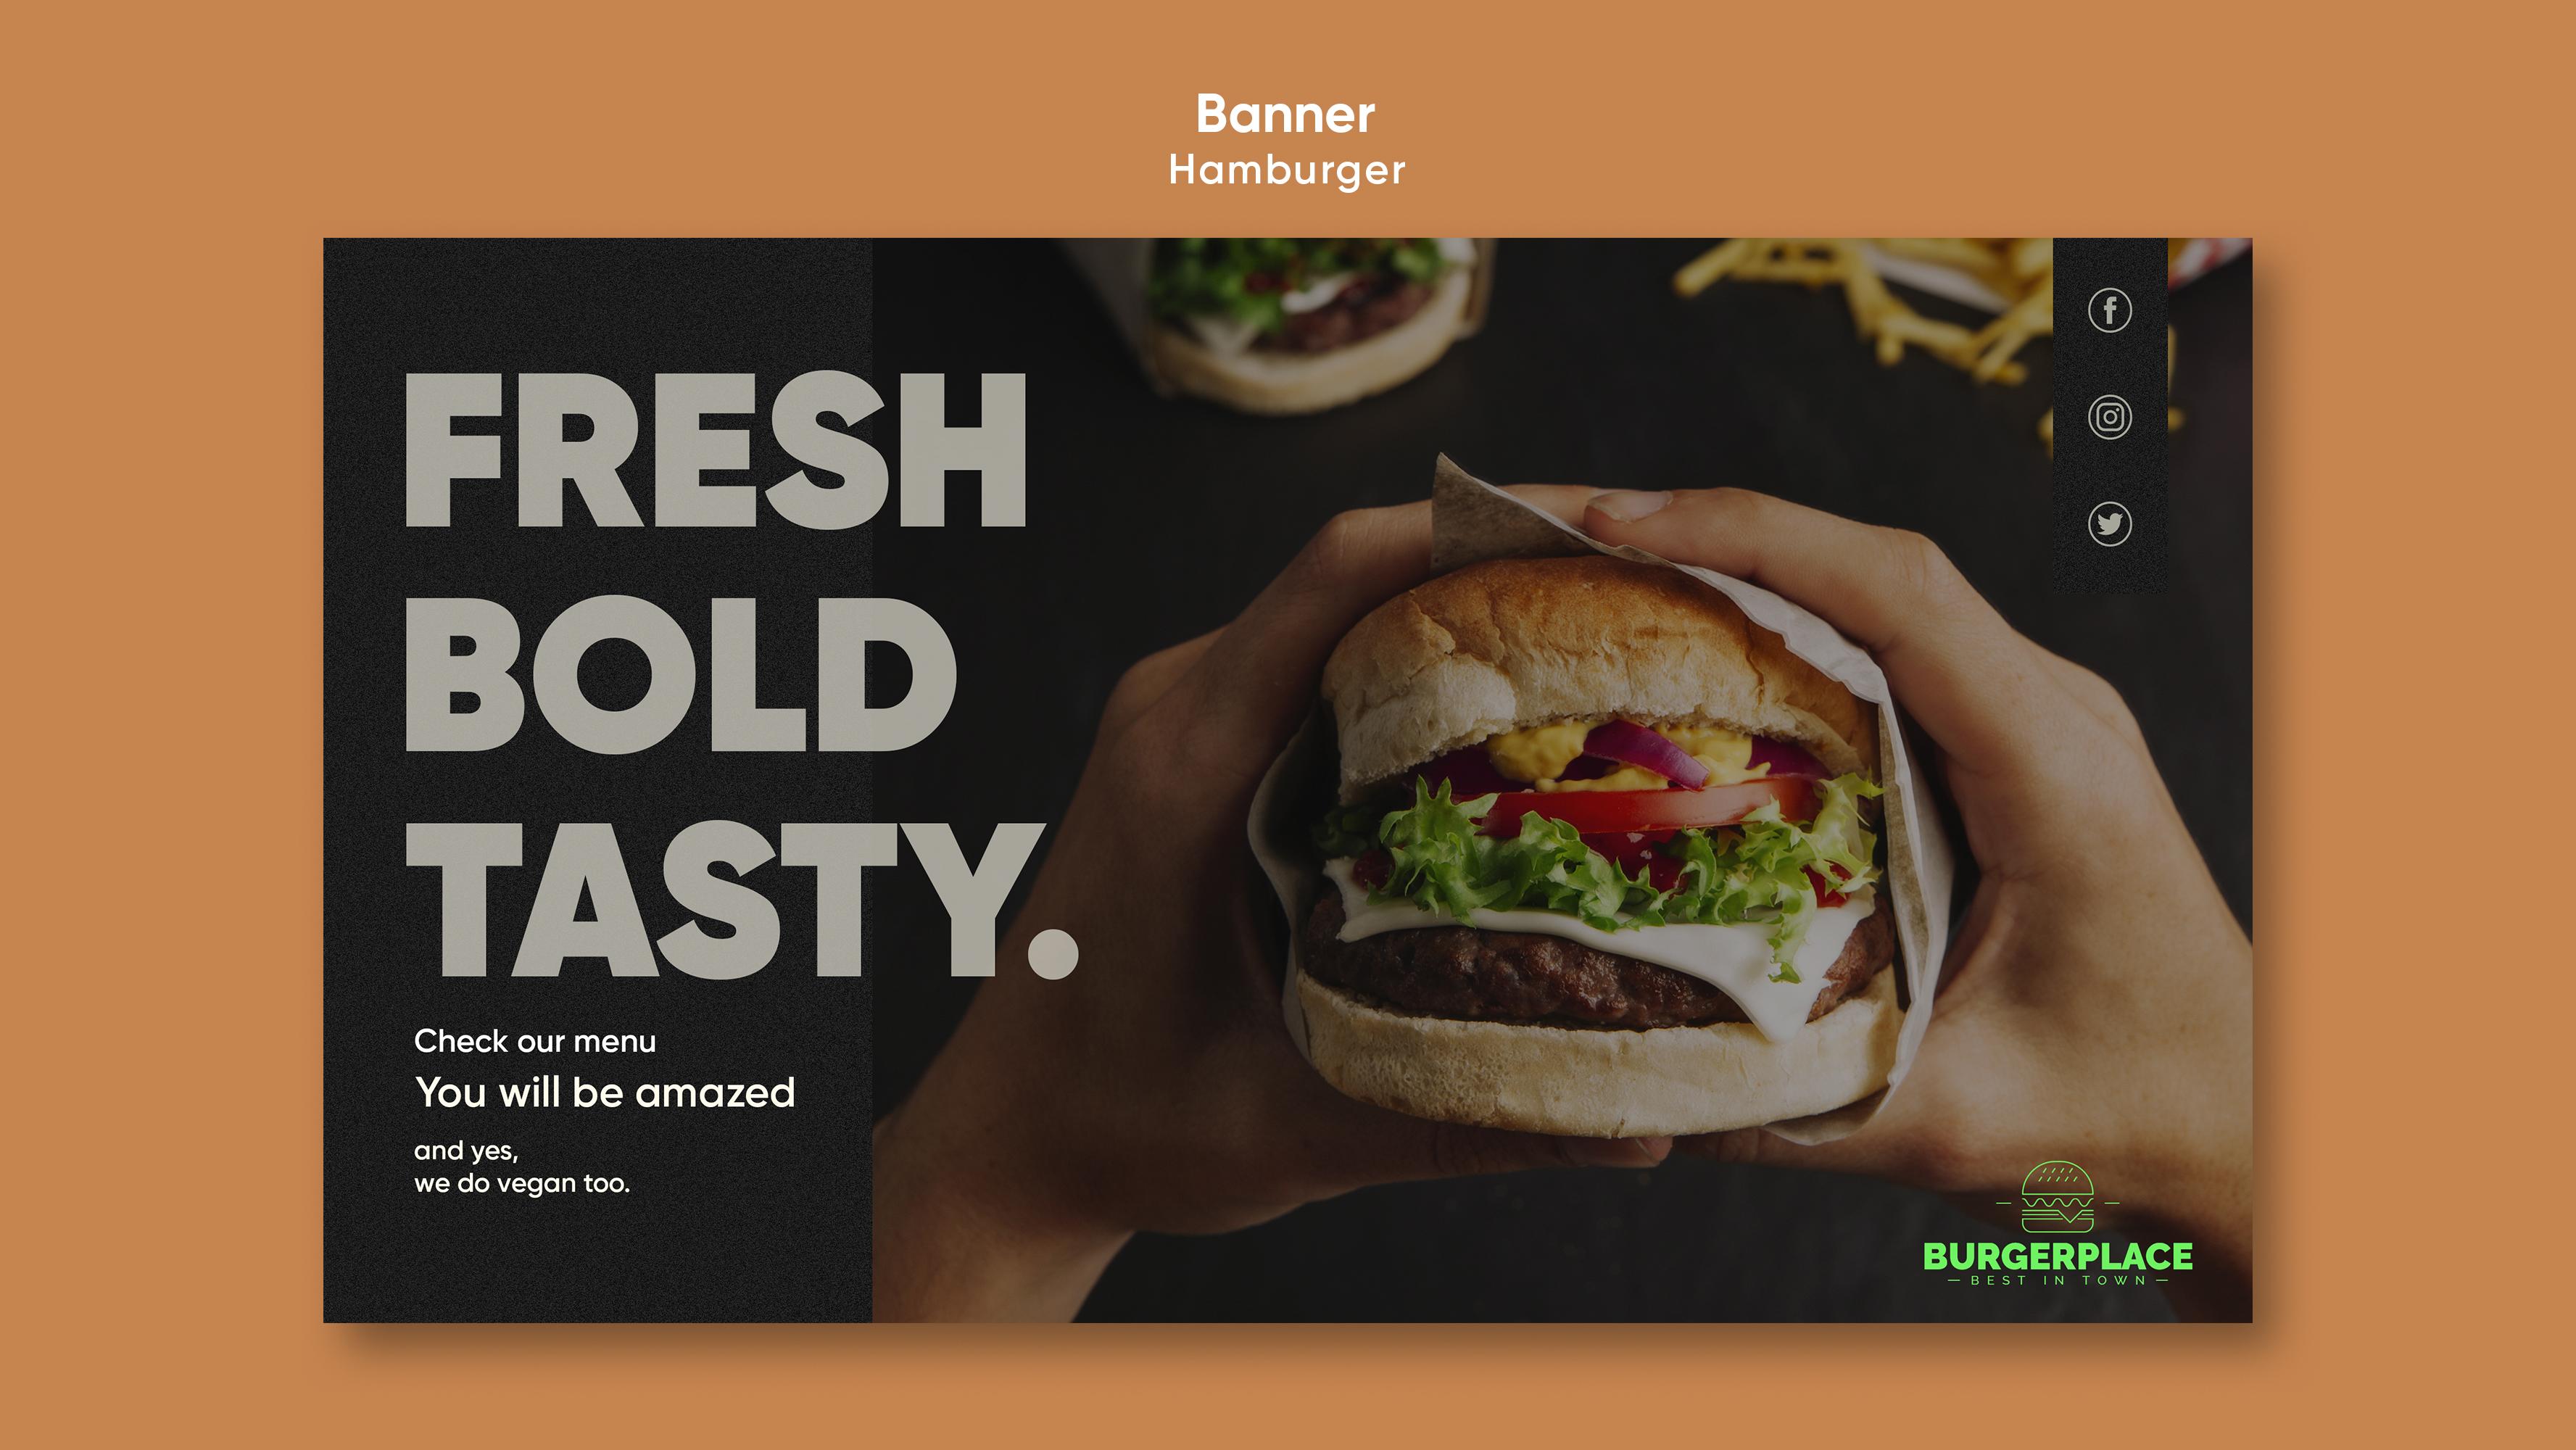 Banner
Hamburger
FRESH
BOLD
TASTY.
Check our menu
You will be amazed
and yes,
we do vegan too.
BURGERPLACE
BEST IN TOWN